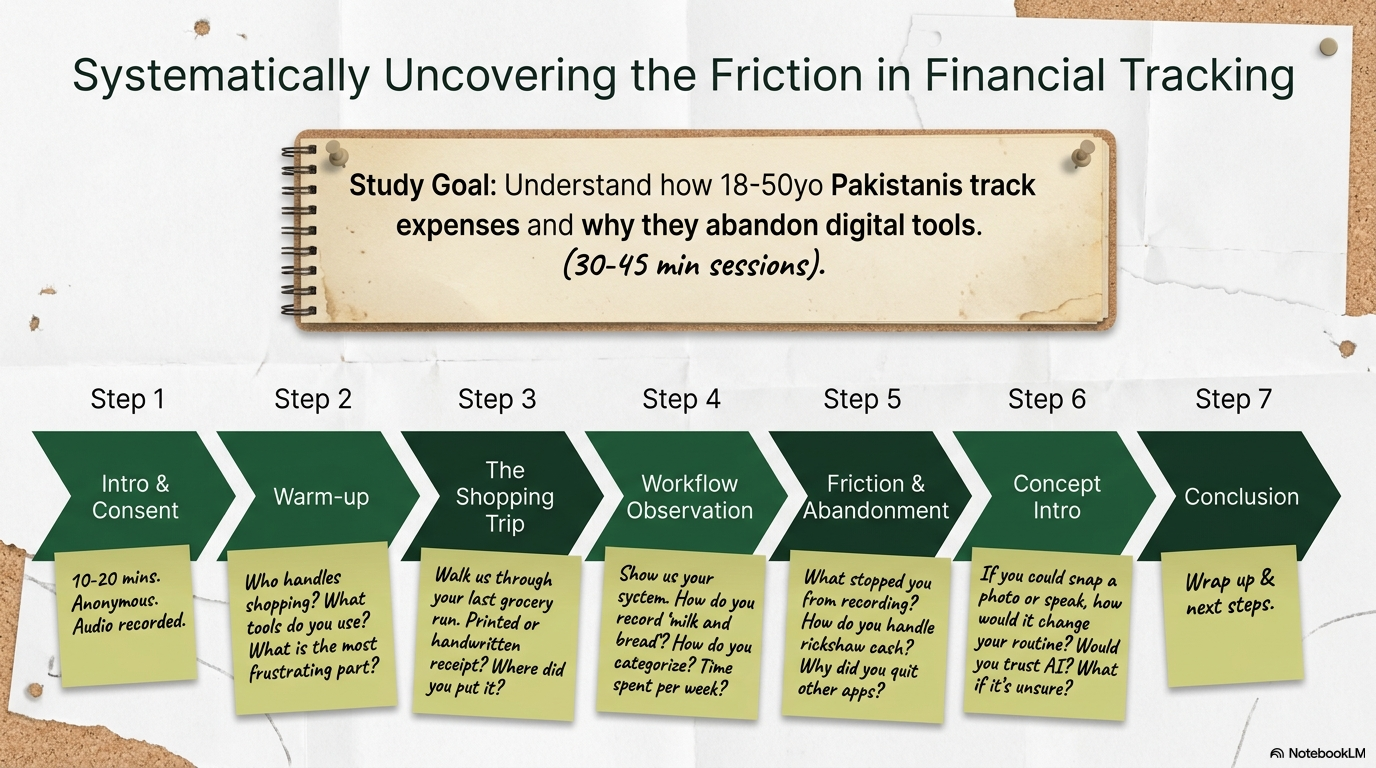 Systematically Uncovering the Friction in Financial Tracking
Study Goal: Understand how 18-50yo Pakistanis track
expenses and why they abandon digital tools.
(30-45 min sessions).
Step 1
Intro &
Consent
10-20 mins.
Anonymous.
Audio recorded.
Step 2
Warm-up
Who handles
shopping? What
tools do you use?
What is the most
frustrating part?
Step 3
The
Shopping
Trip
Walk us through
your last grocery
run. Printed or
handwritten
receipt? Where did
you put it?
Step 4
Workflow
Observation
Show us your
system. How do you
record 'milk and
bread'? How do you
categorize? Time
spent per week?
Step 5
Friction &
Abandonment
What stopped you
from recording?
How do you handle
rickshaw cash?
Why did you quit
other apps?
Step 6
Concept
Intro
If you could snap a
photo or speak, how
would it change
your routine? Would
you trust AI? What
if it's unsure?
Step 7
Conclusion
Wrap up &
next steps.
NotebookLM